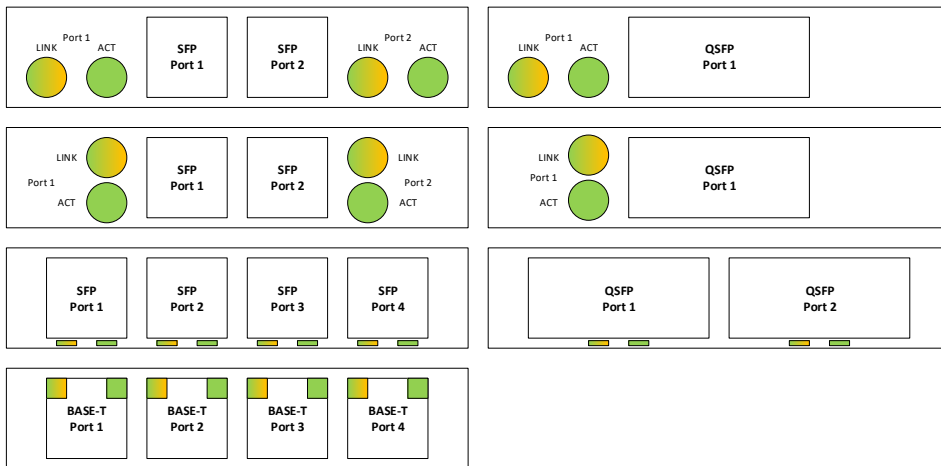 Port 1
LINK ACT
SFP
Port 1
SFP
Port 2
Port 2
LINK ACT
Port 1
LINK ACT
QSFP
Port 1
LINK
Port 1
ACT
SFP
Port 1
SFP
Port 2
LINK
Port 2
ACT
LINK
Port 1
ACT
QSFP
Port 1
SFP
Port 1
SFP
Port 2
SFP
Port 3
SFP
Port 4
QSFP
Port 1
QSFP
Port 2
BASE-T
Port 1
BASE-T
Port 2
BASE-T
Port 3
BASE-T
Port 4